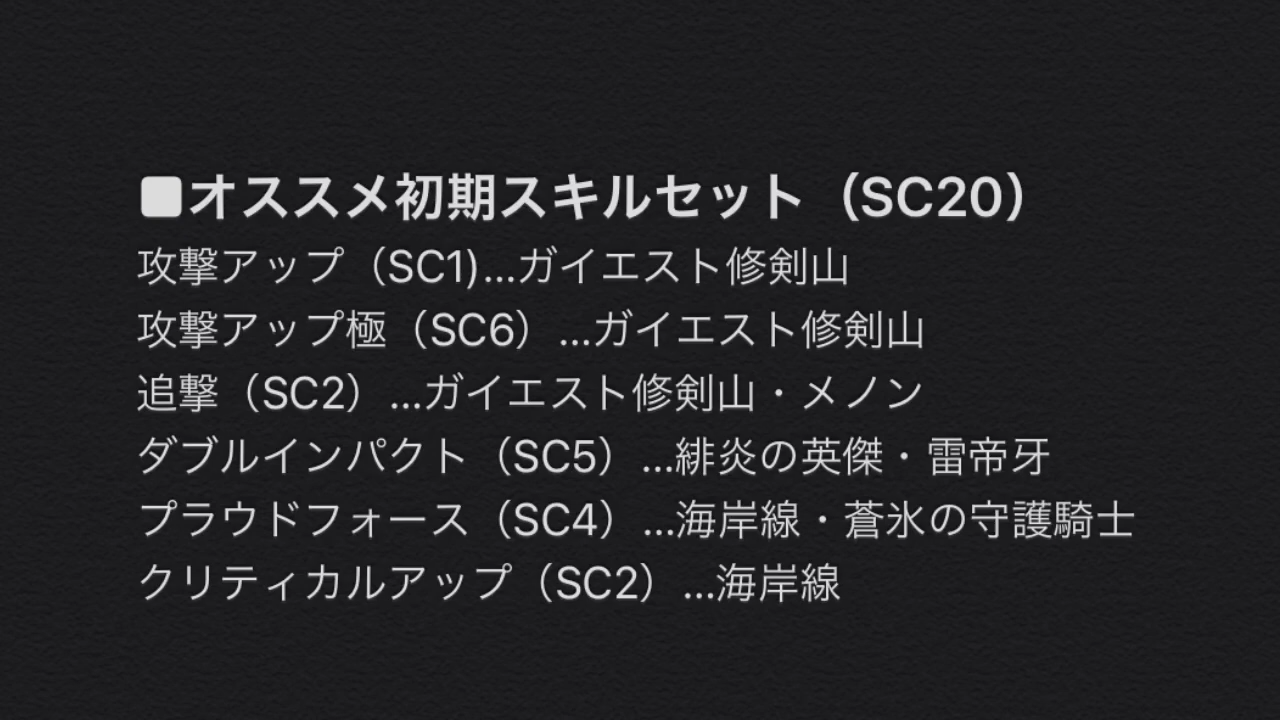 ■オススメ初期スキルセット（SC20）
攻撃アップ（SC1)...ガイエスト修剣山
攻撃アップ極（SC6）...ガイエスト修剣山
追撃（SC2）...ガイエスト修剣山・メノン
ダブルインパクト（SC5）...緋炎の英傑・雷帝牙
プラウドフォース（SC4）...海岸線・蒼氷の守護騎士
クリティカルアップ（SC2）...海岸線